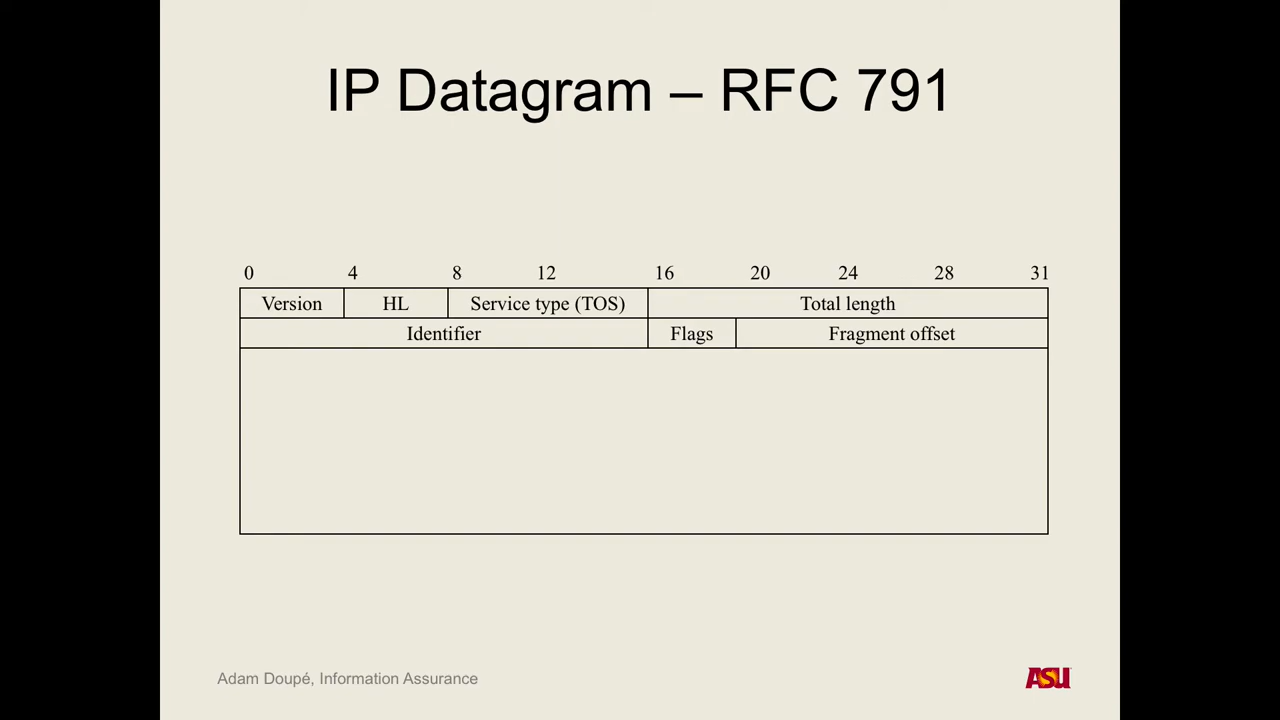 IP Datagram – RFC 791
0 4 8 12 16 20 24 28 31
Version HL Service type (TOS) Total length
Identifier Flags Fragment offset
Adam Doupé, Information Assurance
ASU